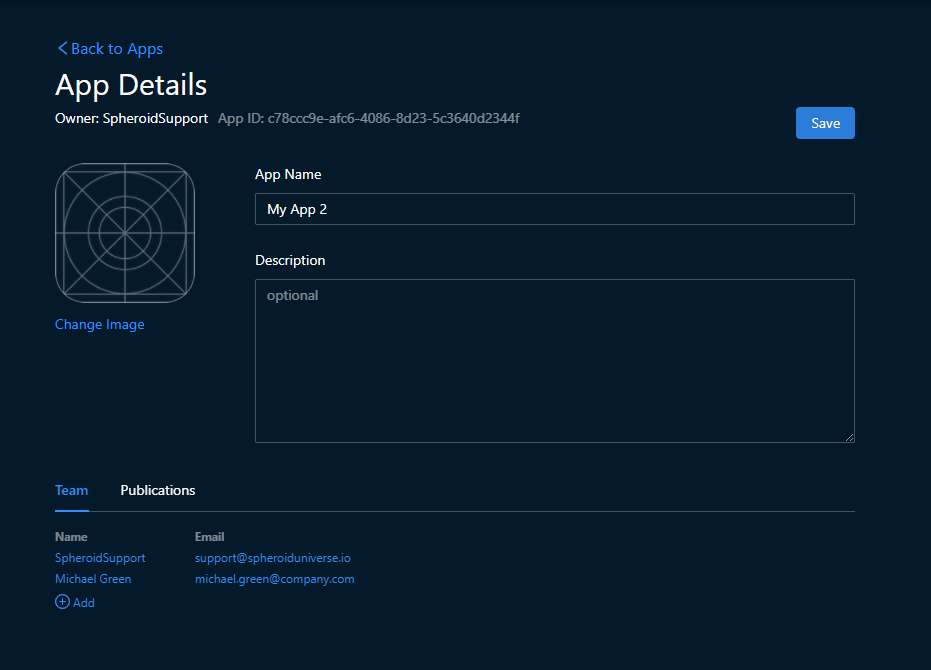 Back to Apps
App Details
Owner: SpheroidSupport App ID: c78ccc9e-afc6-4086-8d23-5c3640d2344f
Save
App Name
My App 2
Description
optional
Change Image
Team Publications
Name Email
SpheroidSupport support@spheroiduniverse.io
Michael Green michael.green@company.com
Add